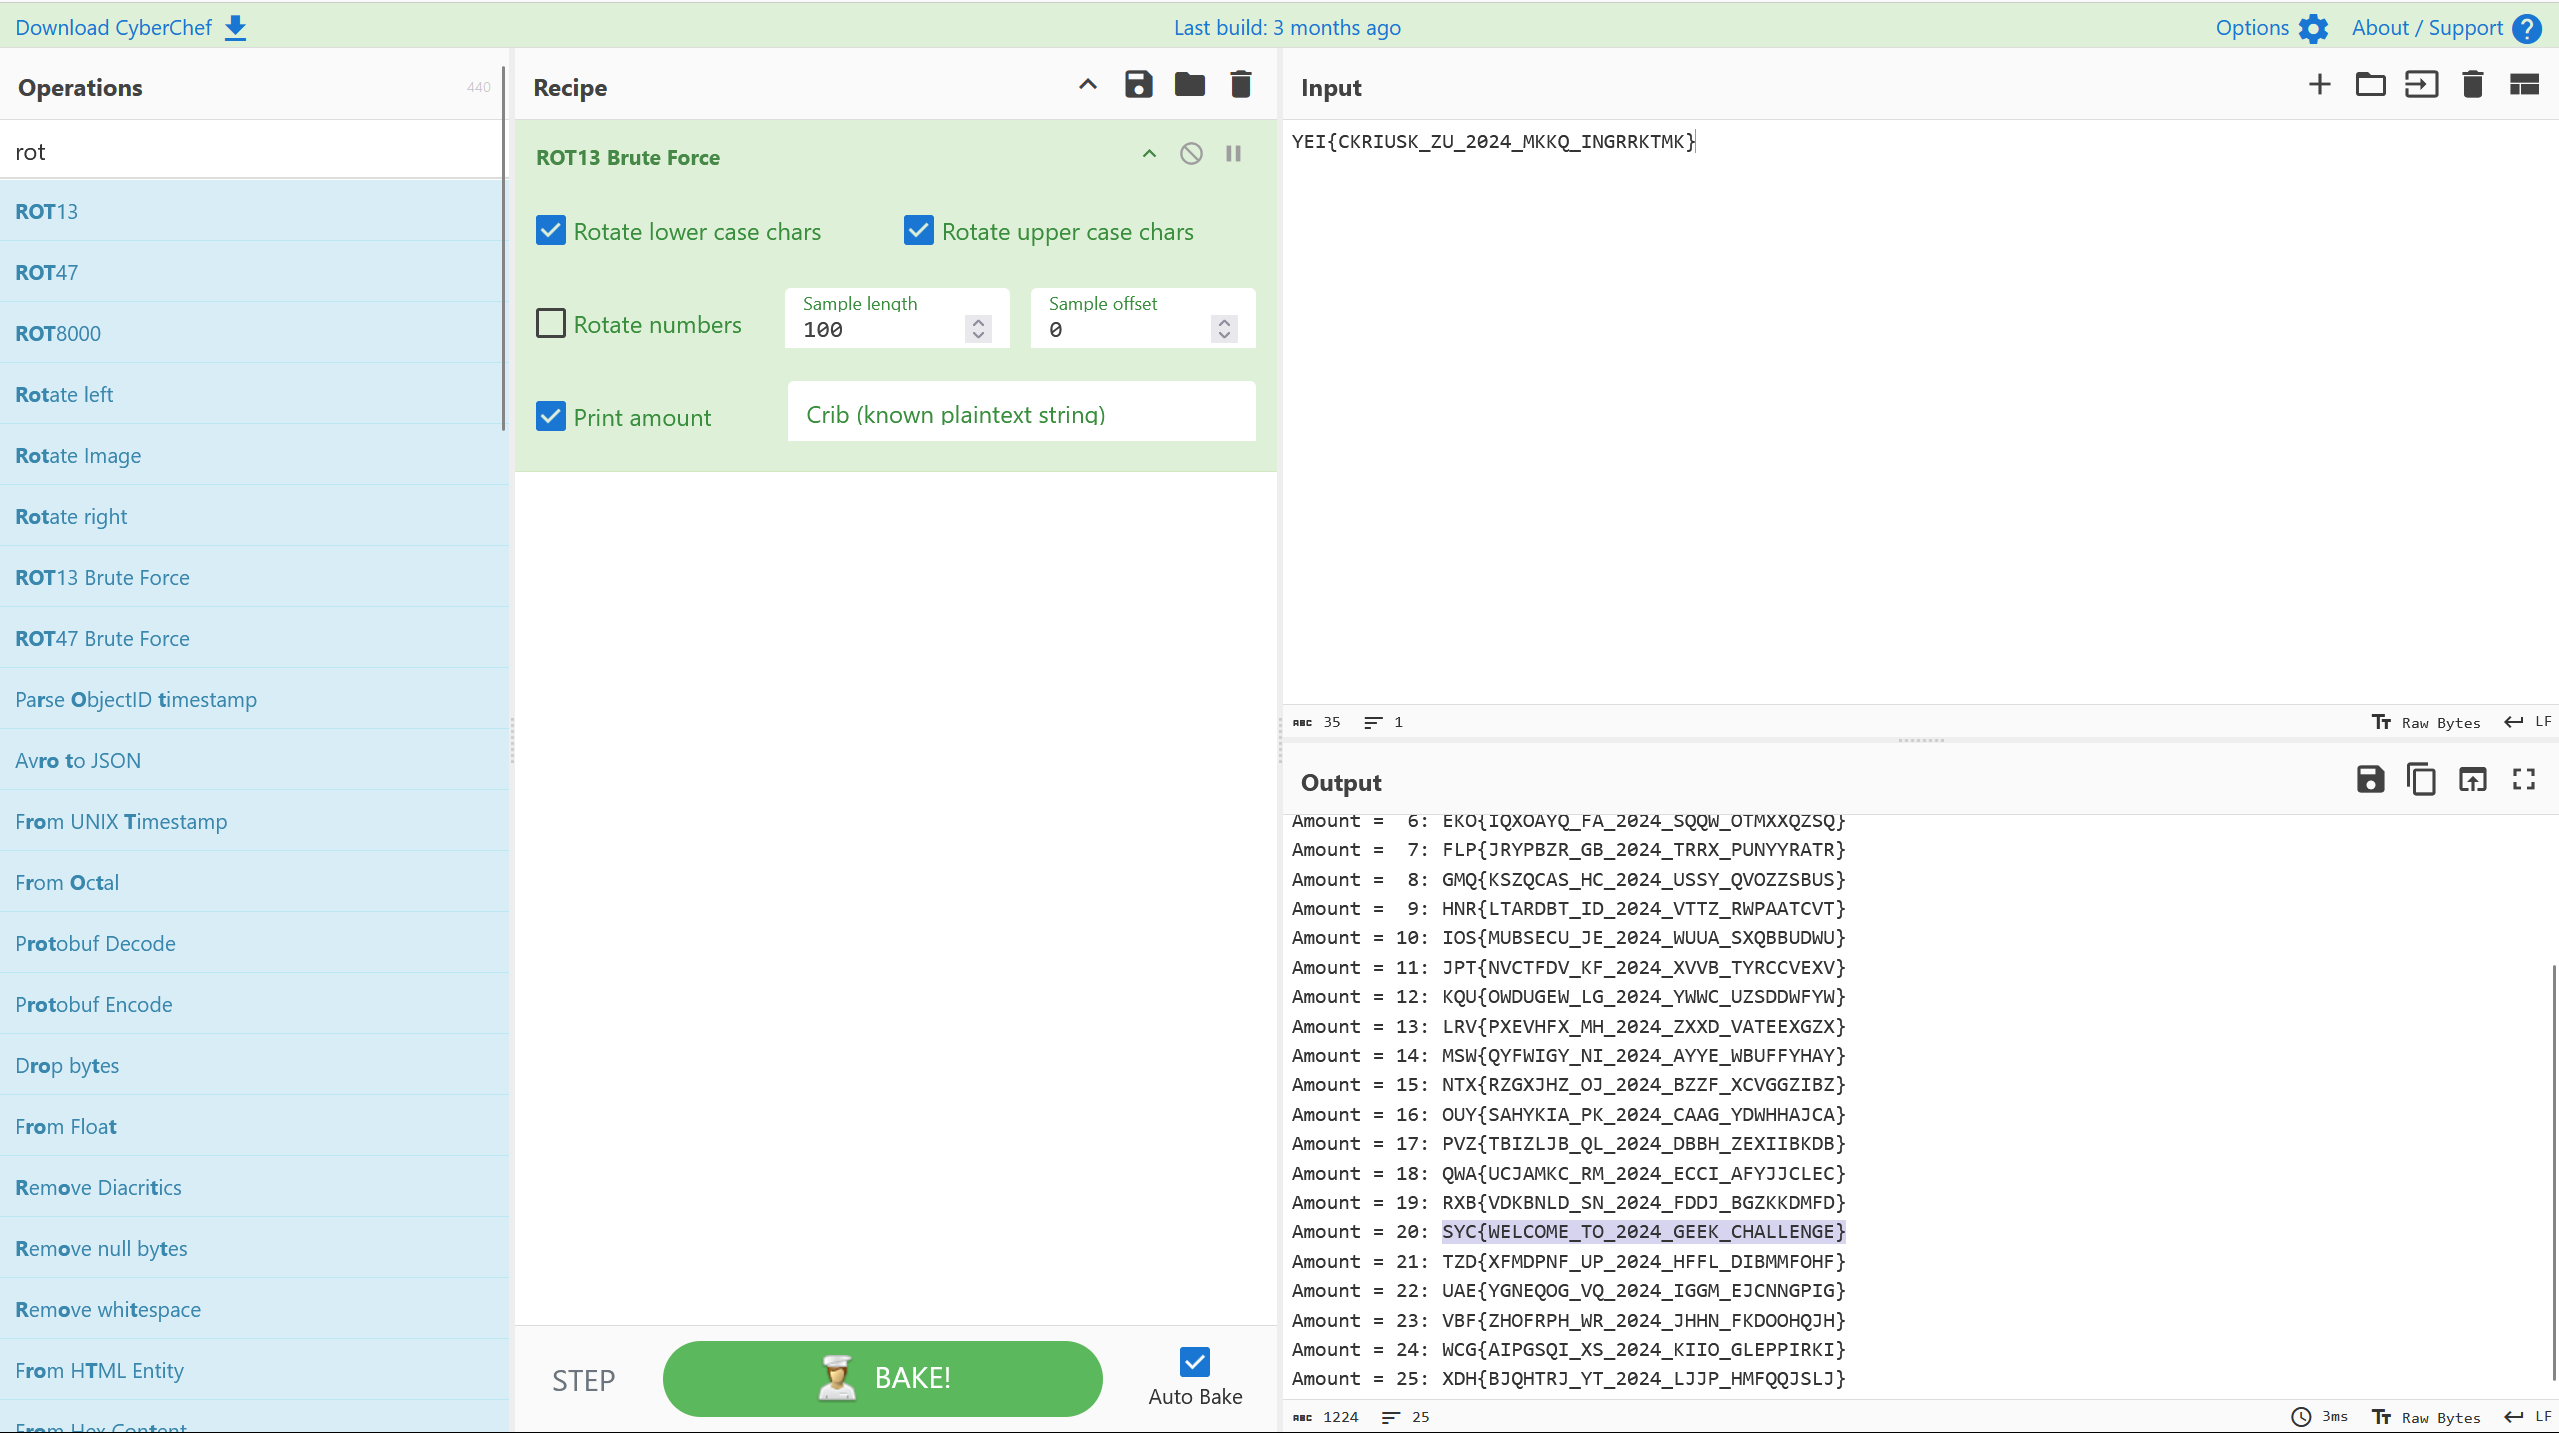 Download CyberChef
Last build: 3 months ago
Options
About / Support
Operations
440
rot
ROT13
ROT47
ROT8000
Rotate left
Rotate Image
Rotate right
ROT13 Brute Force
ROT47 Brute Force
Parse ObjectID timestamp
Avro to JSON
From UNIX Timestamp
From Octal
Protobuf Decode
Protobuf Encode
Drop bytes
From Float
Remove Diacritics
Remove null bytes
Remove whitespace
From HTML Entity
From Hex Content
Recipe
ROT13 Brute Force
Rotate lower case chars
Rotate upper case chars
Rotate numbers
Sample length
100
Sample offset
0
Print amount
Crib (known plaintext string)
STEP
BAKE!
Auto Bake
Input
YEI{CKRIUSK_ZU_2024_MKKQ_INGRRKTMK}
ABC 35 1
Raw Bytes LF
Output
Amount =  6: EKO{IQXOAYQ_FA_2024_SQQW_OTMXXQZSQ}
Amount =  7: FLP{JRYPBZR_GB_2024_TRRX_PUNYYRATR}
Amount =  8: GMQ{KSZQCAS_HC_2024_USSY_QVOZZSBUS}
Amount =  9: HNR{LTARDBT_ID_2024_VTTZ_RWPAATCVT}
Amount = 10: IOS{MUBSECU_JE_2024_WUUA_SXQBBUDWU}
Amount = 11: JPT{NVCTFDV_KF_2024_XVVB_TYRCCVEXV}
Amount = 12: KQU{OWDUGEW_LG_2024_YWWC_UZSDDWFYW}
Amount = 13: LRV{PXEVHFX_MH_2024_ZXXD_VATEEXGZX}
Amount = 14: MSW{QYFWIGY_NI_2024_AYYE_WBUFFYHAY}
Amount = 15: NTX{RZGXJHZ_OJ_2024_BZZF_XCVGGZIBZ}
Amount = 16: OUY{SAHYKIA_PK_2024_CAAG_YDWHHAJCA}
Amount = 17: PVZ{TBIZLJB_QL_2024_DBBH_ZEXIIBKDB}
Amount = 18: QWA{UCJAMKC_RM_2024_ECCI_AFYJJCLEC}
Amount = 19: RXB{VDKBNLD_SN_2024_FDDJ_BGZKKDMFD}
Amount = 20: SYC{WELCOME_TO_2024_GEEK_CHALLENGE}
Amount = 21: TZD{XFMDPNF_UP_2024_HFFL_DIBMMFOHF}
Amount = 22: UAE{YGNEQOG_VQ_2024_IGGM_EJCNNGPIG}
Amount = 23: VBF{ZHOFRPH_WR_2024_JHHN_FKDOOHQJH}
Amount = 24: WCG{AIPGSQI_XS_2024_KIIO_GLEPPIRKI}
Amount = 25: XDH{BJQHTRJ_YT_2024_LJJP_HMFQQJSLJ}
ABC 1224 25
3ms Raw Bytes LF